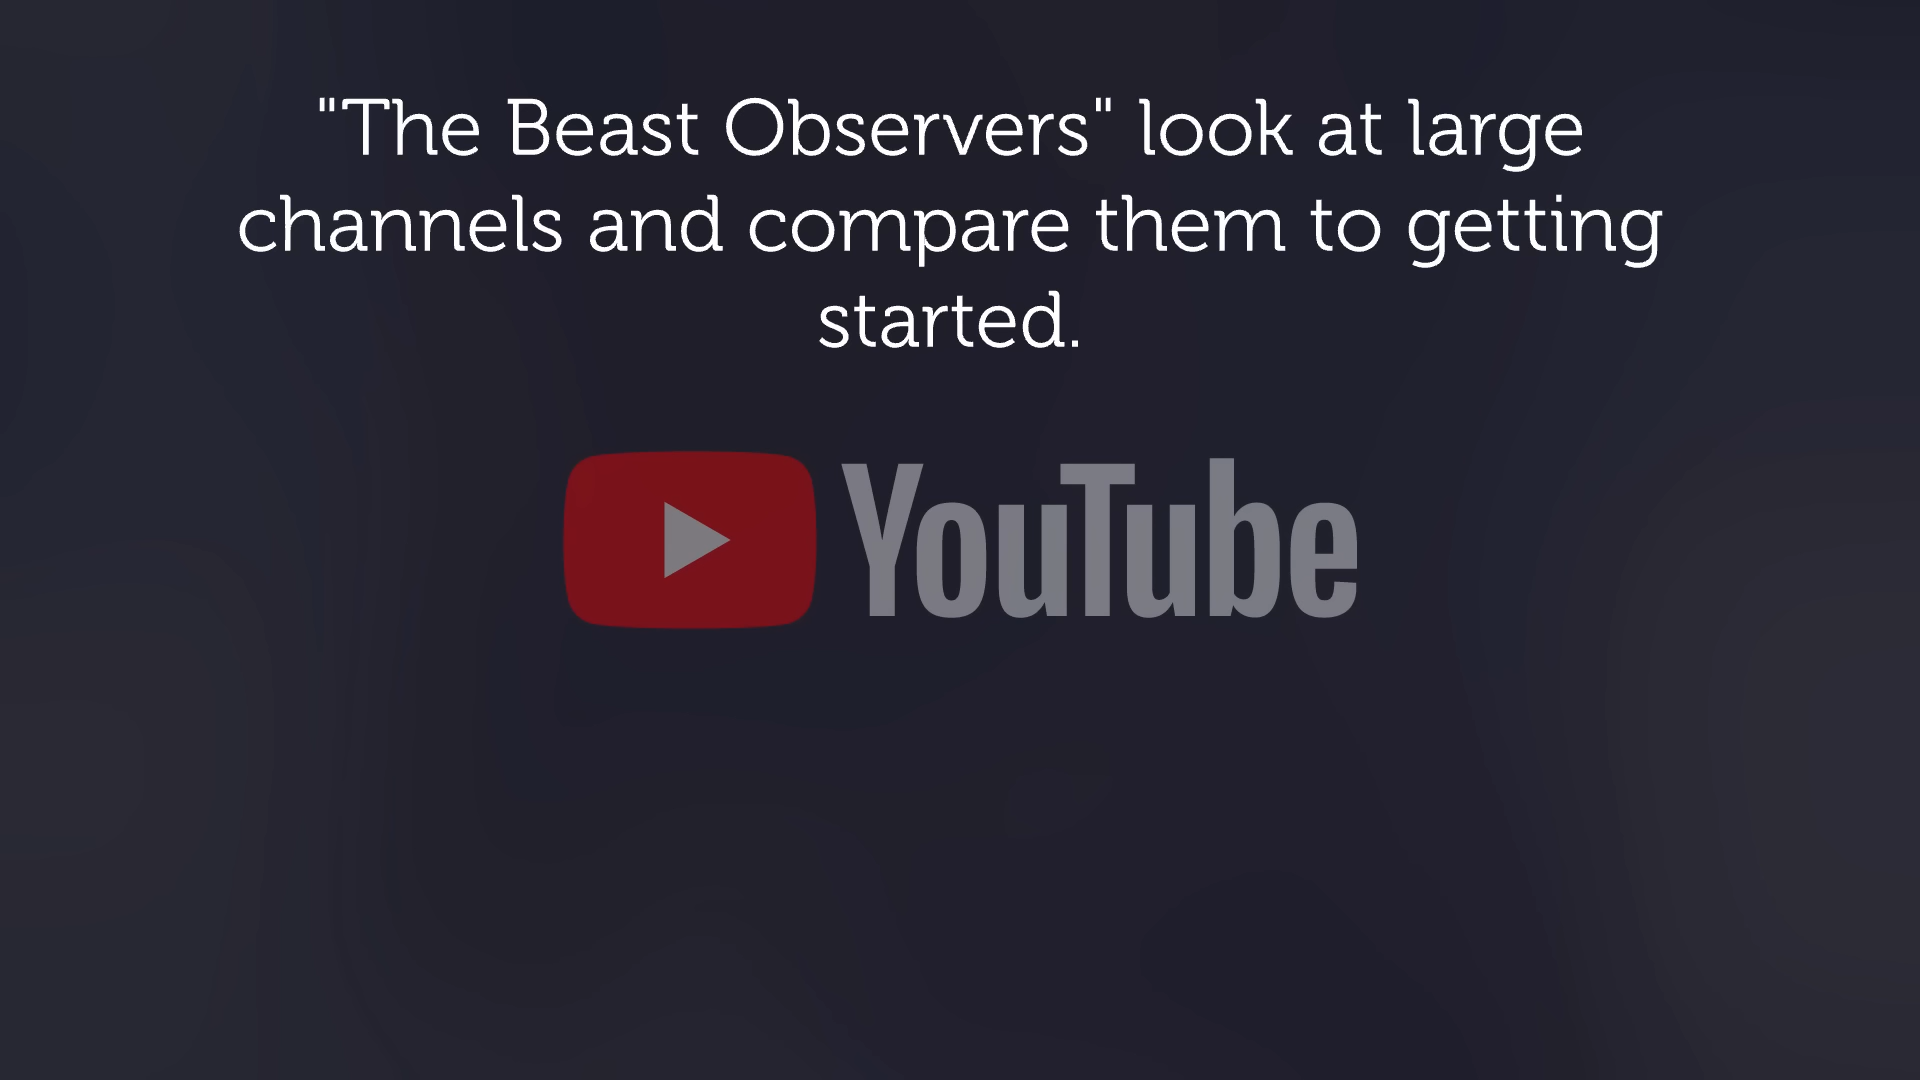 "The Beast Observers" look at large
channels and compare them to getting
started.
YouTube